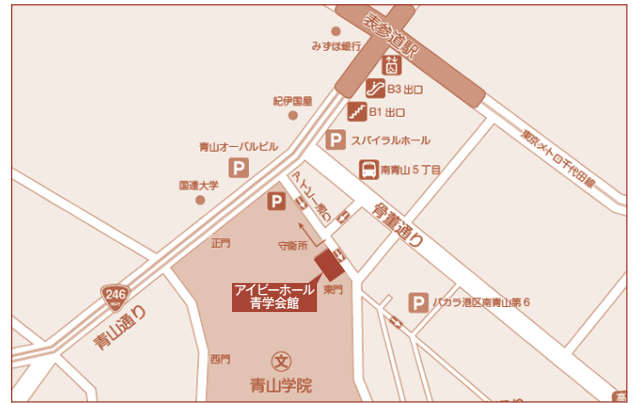 表参道駅
みずほ銀行
B3 出口
紀伊国屋
B1 出口
スパイラルホール
青山オーバルビル
P
P
東京メトロ千代田線
南青山5丁目
国連大学
P
アイビー通り
骨董通り
正門
守衛所
アイビーホール
青学会館
東門
246
青山通り
P
パカラ港区南青山第6
西門
文
青山学院